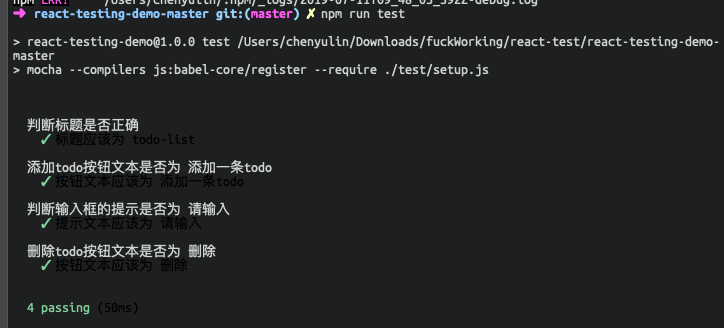 npm ERR!     /Users/chenyulin/.npm/_logs/2019-07-11T09_48_03_392Z-debug.log
➜ react-testing-demo-master git:(master) ✗ npm run test
> react-testing-demo@1.0.0 test /Users/chenyulin/Downloads/fuckWorking/react-test/react-testing-demo-
master
> mocha --compilers js:babel-core/register --require ./test/setup.js
判断标题是否正确
✓ 标题应该为 todo-list
添加todo按钮文本是否为 添加一条todo
✓ 按钮文本应该为 添加一条todo
判断输入框的提示是否为 请输入
✓ 提示文本应该为 请输入
删除todo按钮文本是否为 删除
✓ 按钮文本应该为 删除
4 passing (50ms)